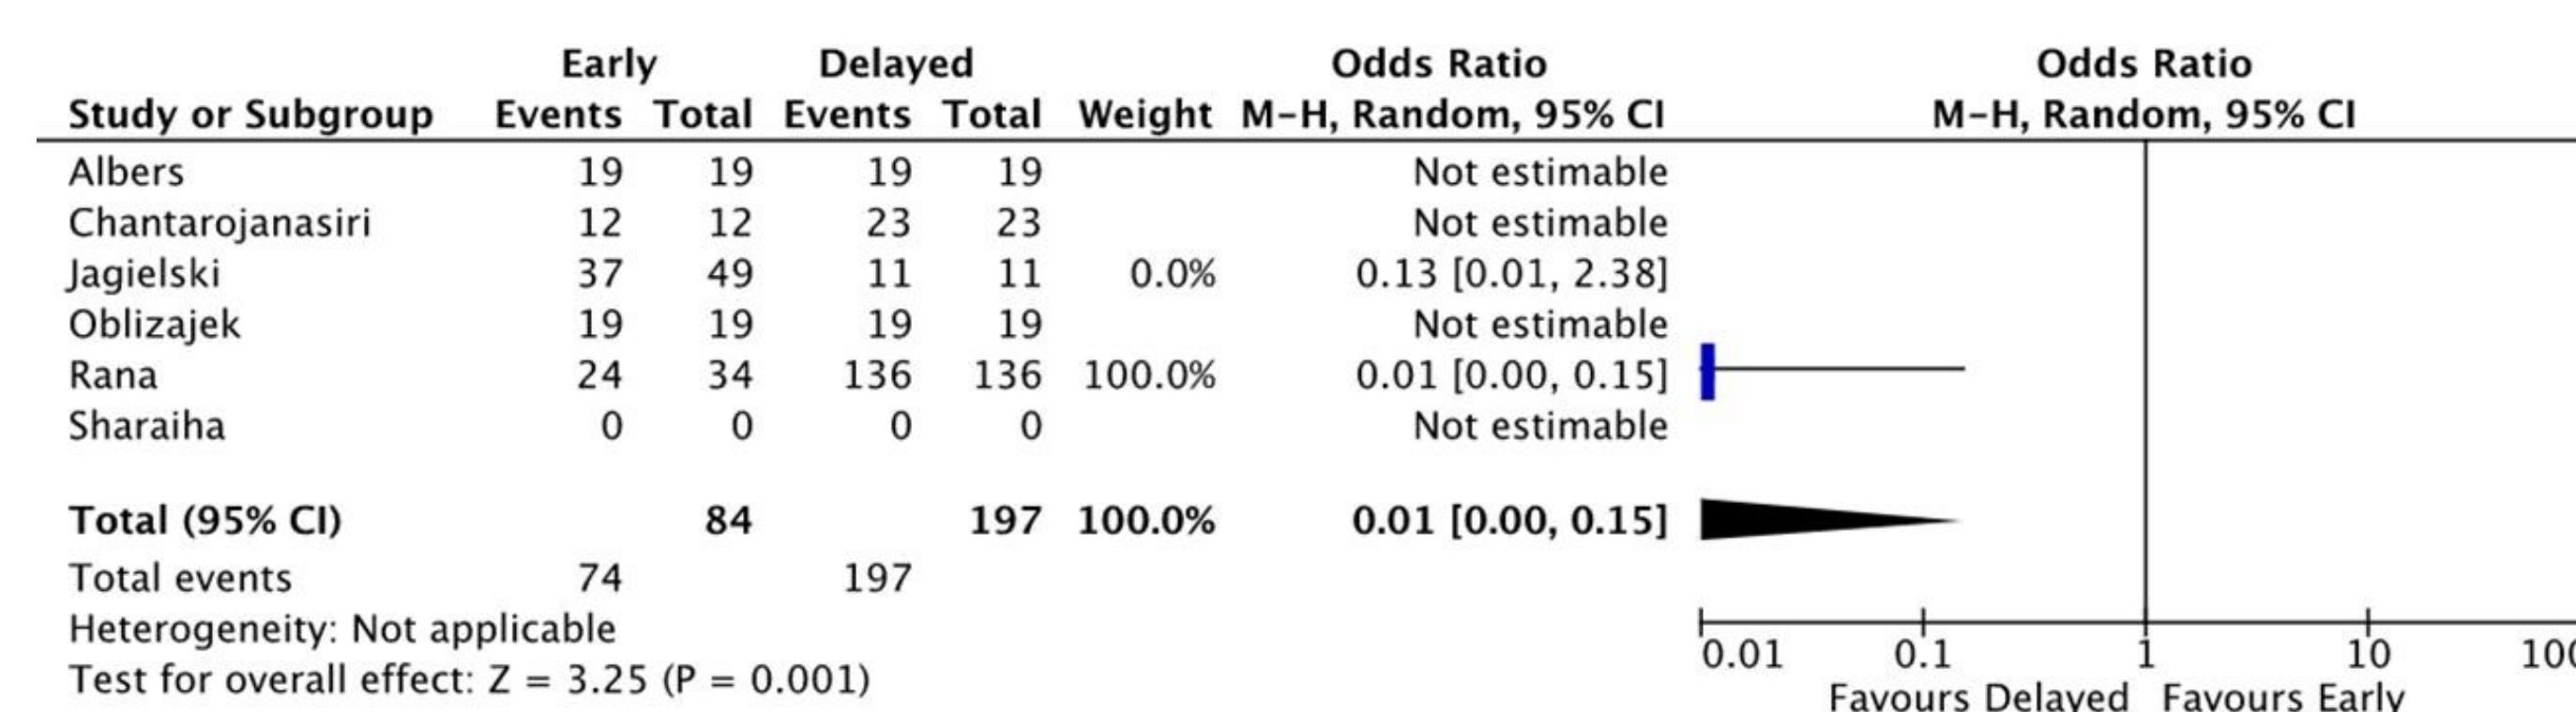 Early Delayed Odds Ratio Odds Ratio
Study or Subgroup Events Total Events Total Weight M-H, Random, 95% CI M-H, Random, 95% CI
Albers 19 19 19 19 Not estimable
Chantarojanasiri 12 12 23 23 Not estimable
Jagielski 37 49 11 11 0.0% 0.13 [0.01, 2.38]
Oblizajek 19 19 19 19 Not estimable
Rana 24 34 136 136 100.0% 0.01 [0.00, 0.15]
Sharaiha 0 0 0 0 Not estimable
Total (95% CI) 84 197 100.0% 0.01 [0.00, 0.15]
Total events 74 197
Heterogeneity: Not applicable
Test for overall effect: Z = 3.25 (P = 0.001)
0.01 0.1 1 10
Favours Delayed Favours Early